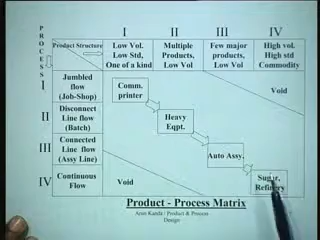 I II III IV
PROCESS
Product Structure
Low Vol.
Low Std,
One of a kind
Multiple
Products,
Low Vol
Few major
products,
Low Vol
High vol.
High std
Commodity
I
Jumbled
flow
(Job-Shop)
Comm.
printer
Void
II
Disconnect
Line flow
(Batch)
Heavy
Eqpt.
III
Connected
Line flow
(Assy Line)
Auto Assy.
IV
Continuous
Flow
Void
Sugar,
Refinery
Product - Process Matrix
Arun Kanda / Product & Process
Design